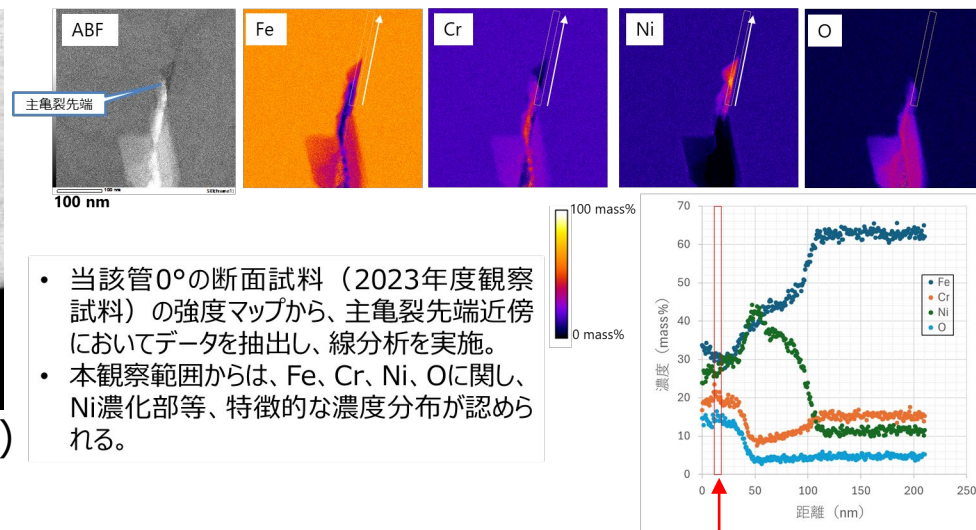 ABF
Fe
Cr
Ni
O
主亀裂先端
100 nm
100 nm
100 mass%
0 mass%
• 当該管0°の断面試料（2023年度観察
試料）の強度マップから、主亀裂先端近傍
においてデータを抽出し、線分析を実施。
• 本観察範囲からは、Fe、Cr、Ni、Oに関し、
Ni濃化部等、特徴的な濃度分布が認めら
れる。
)
70
60
50
40
30
20
10
0
濃度（mass%）
Fe
Cr
Ni
O
0 50 100 150 200 250
距離（nm）